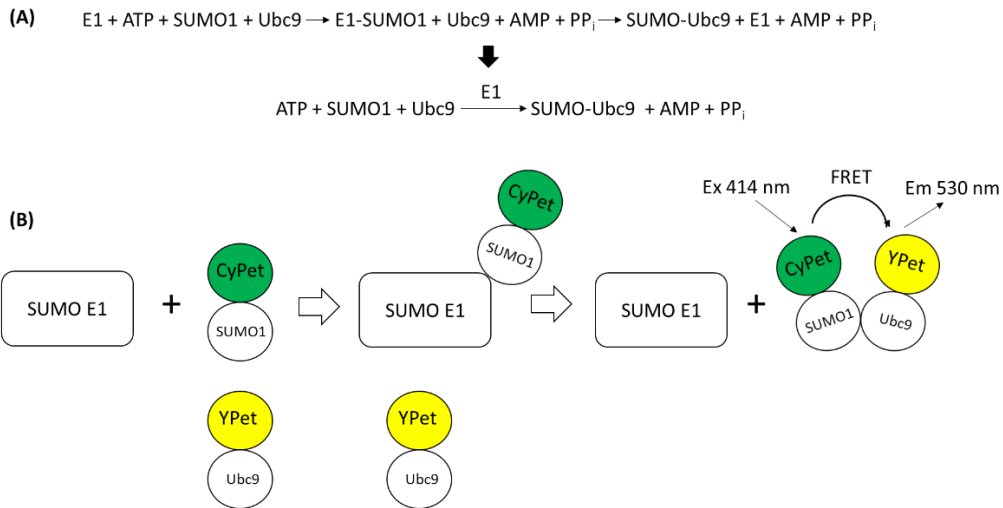 (A)
E1 + ATP + SUMO1 + Ubc9 → E1-SUMO1 + Ubc9 + AMP + PPi → SUMO-Ubc9 + E1 + AMP + PPi
E1
ATP + SUMO1 + Ubc9 → SUMO-Ubc9 + AMP + PPi
(B)
Ex 414 nm
FRET
Em 530 nm
SUMO E1
+
CyPet
SUMO1
YPet
Ubc9
CyPet
SUMO1
SUMO E1
YPet
Ubc9
SUMO E1
+
CyPet
SUMO1
YPet
Ubc9